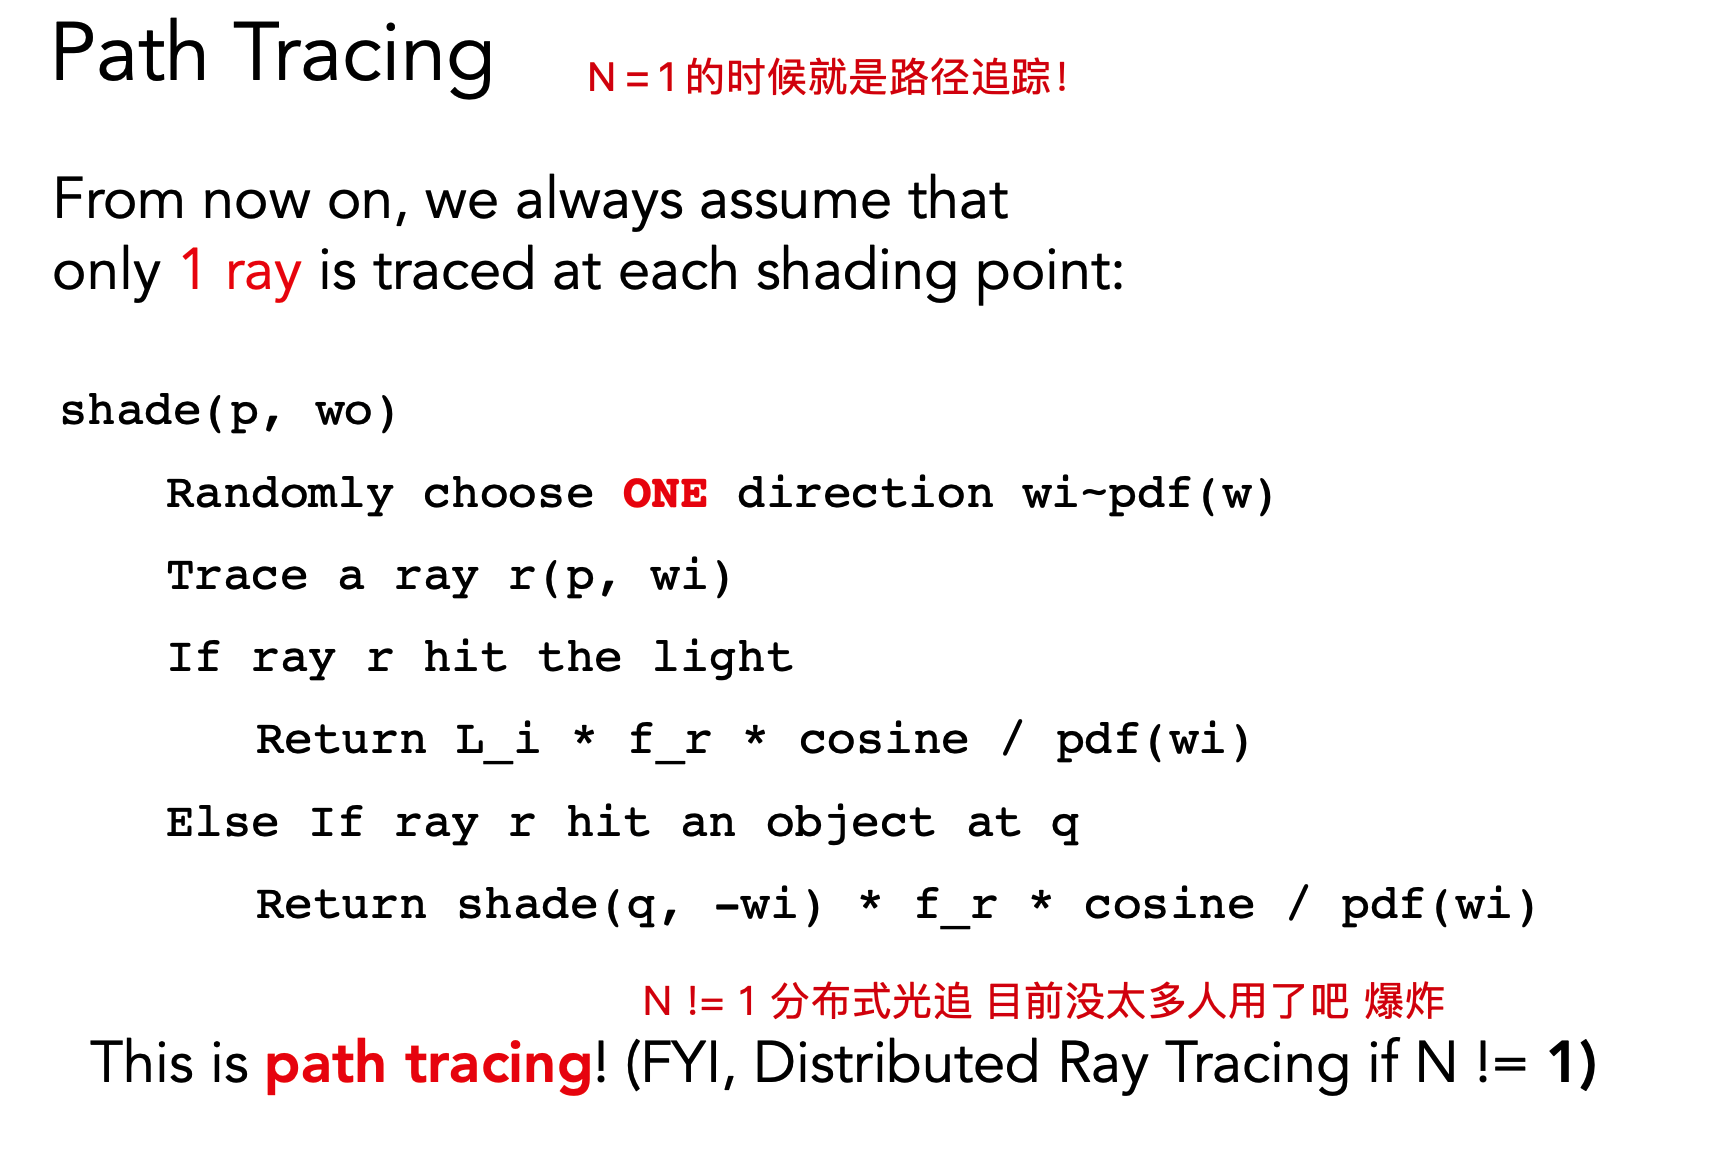 Path Tracing
N = 1 的时候就是路径追踪!
From now on, we always assume that
only 1 ray is traced at each shading point:
shade(p, wo)
Randomly choose ONE direction wi~pdf(w)
Trace a ray r(p, wi)
If ray r hit the light
Return L_i * f_r * cosine / pdf(wi)
Else If ray r hit an object at q
Return shade(q, -wi) * f_r * cosine / pdf(wi)
N != 1 分布式光追 目前没太多人用了吧 爆炸
This is path tracing! (FYI, Distributed Ray Tracing if N != 1)